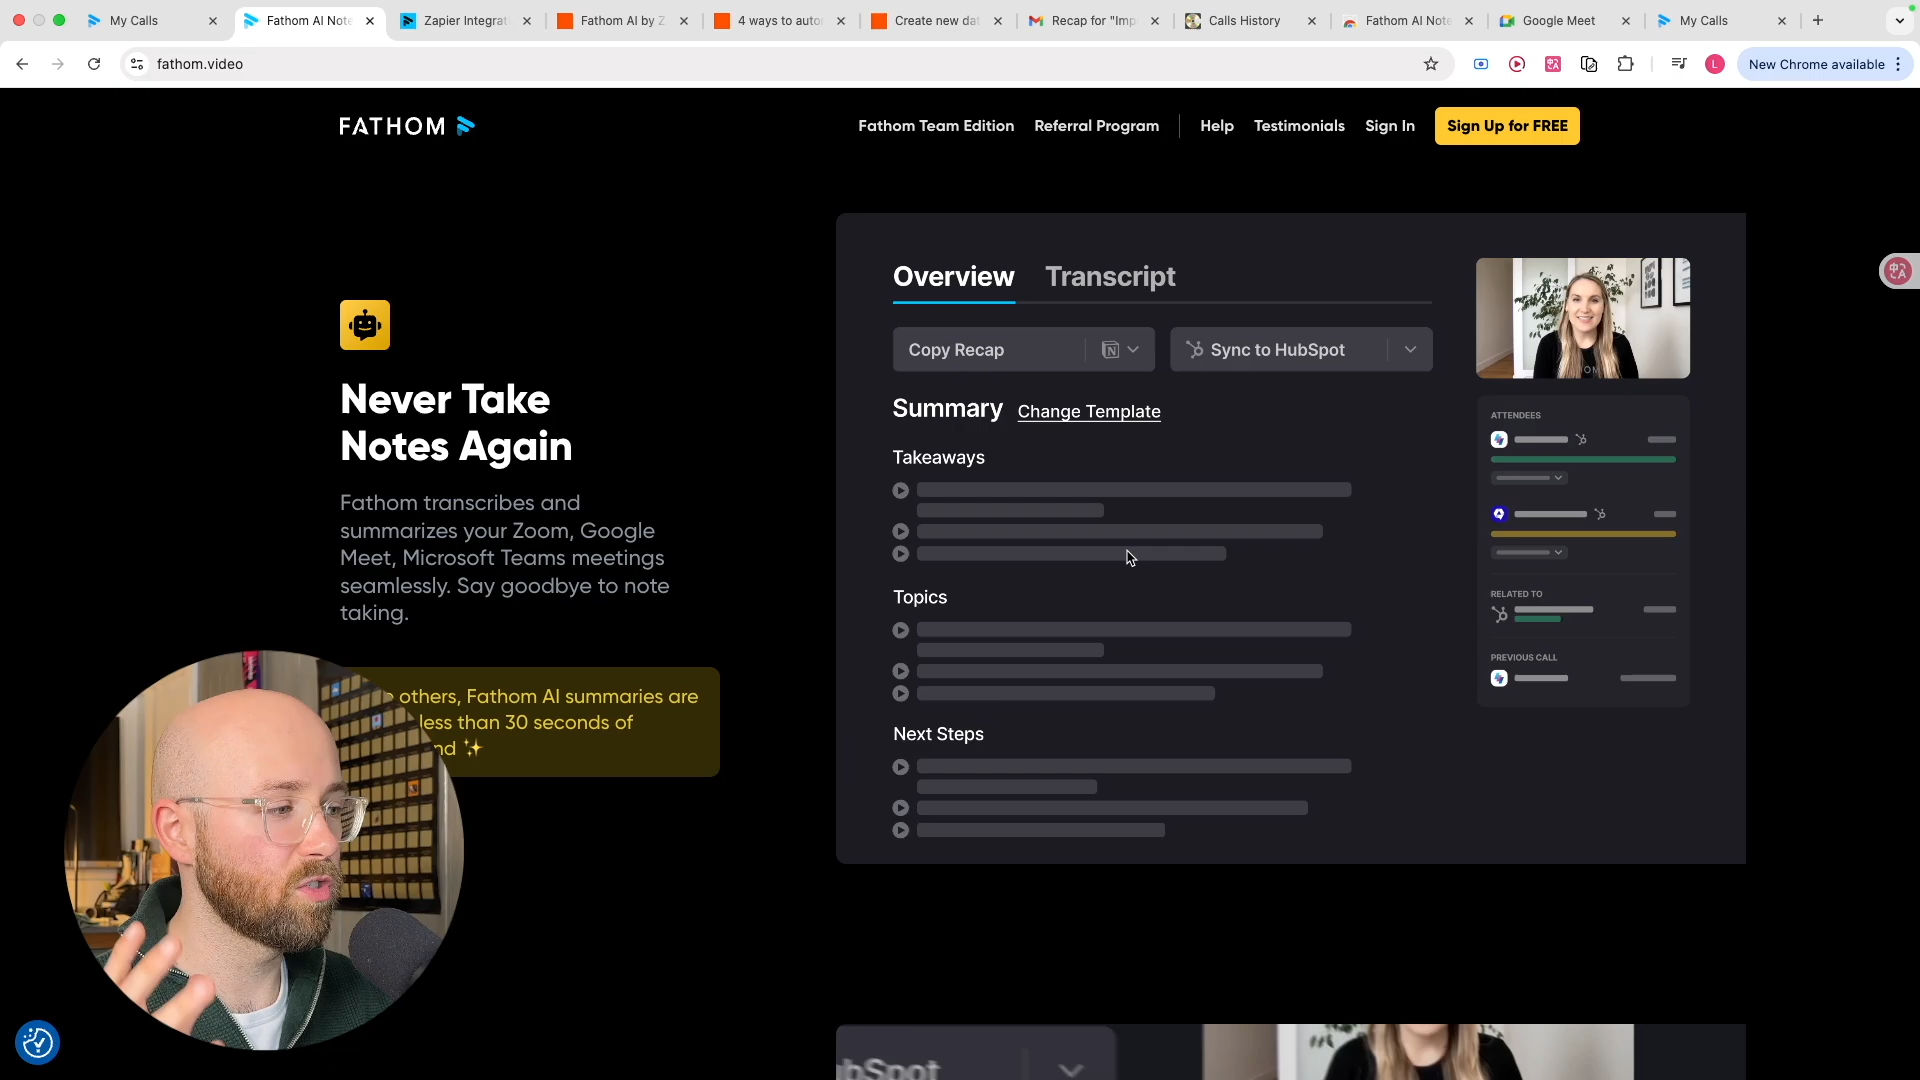 My Calls
Fathom AI Note
Zapier Integrat
Fathom AI by Z
4 ways to auto
Create new dat
Recap for "Imp
Calls History
Fathom AI Note
Google Meet
My Calls
fathom.video
L
New Chrome available
FATHOM
Fathom Team Edition
Referral Program
Help
Testimonials
Sign In
Sign Up for FREE
Never Take
Notes Again
Fathom transcribes and
summarizes your Zoom, Google
Meet, Microsoft Teams meetings
seamlessly. Say goodbye to note
taking.
others, Fathom AI summaries are
less than 30 seconds of
Overview
Transcript
Copy Recap
Sync to HubSpot
Summary
Change Template
Takeaways
Topics
Next Steps
ATTENDEES
RELATED TO
PREVIOUS CALL
bSpot